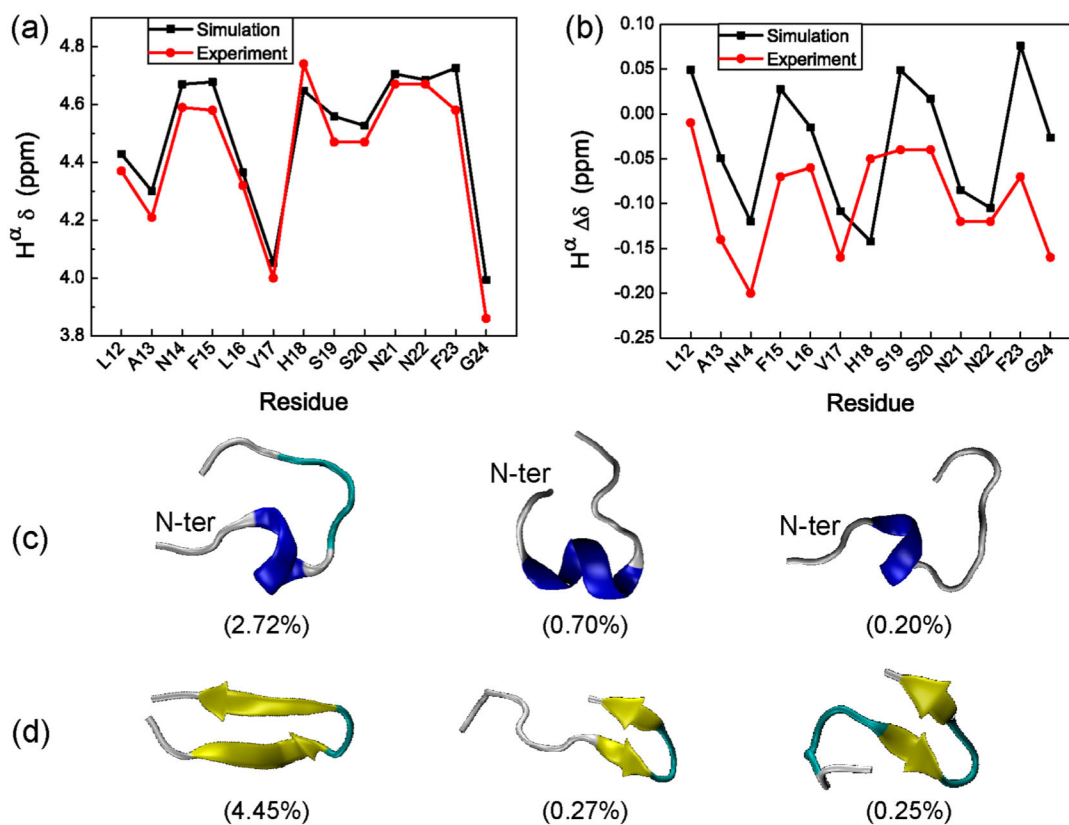 (a)
Simulation
Experiment
4.8
4.6
4.4
4.2
4.0
3.8
Hα δ (ppm)
L12 A13 N14 F15 L16 V17 H18 S19 S20 N21 N22 F23 G24
Residue
(b)
Simulation
Experiment
0.10
0.05
0.00
-0.05
-0.10
-0.15
-0.20
-0.25
Hα Δδ (ppm)
L12 A13 N14 F15 L16 V17 H18 S19 S20 N21 N22 F23 G24
Residue
(c)
N-ter
N-ter
N-ter
(2.72%) (0.70%) (0.20%)
(d)
(4.45%) (0.27%) (0.25%)